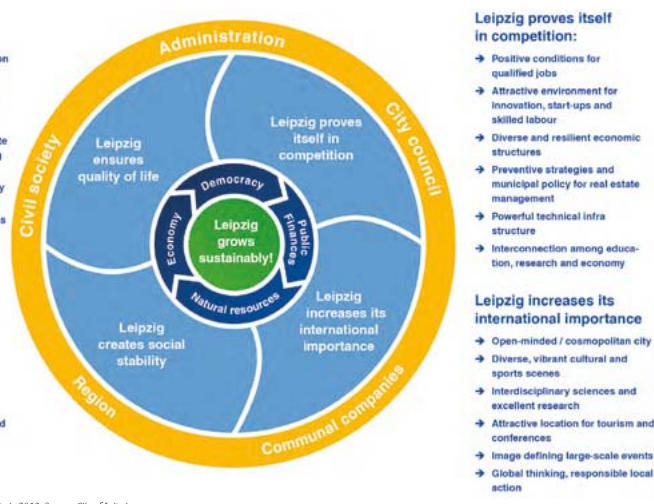 Administration
City council
Communal companies
Region
Civil society
Leipzig
ensures
quality of life
Leipzig proves
itself in
competition
Leipzig
increases its
international
importance
Leipzig
creates social
stability
Democracy
Public
Finances
Natural resources
Economy
Leipzig
grows
sustainably!
Leipzig proves itself
in competition:
→ Positive conditions for
qualified jobs
→ Attractive environment for
innovation, start-ups and
skilled labour
→ Diverse and resilient economic
structures
→ Preventive strategies and
municipal policy for real estate
management
→ Powerful technical infra
structure
→ Interconnection among educa-
tion, research and economy
Leipzig increases its
international importance
→ Open-minded / cosmopolitan city
→ Diverse, vibrant cultural and
sports scenes
→ Interdisciplinary sciences and
excellent research
→ Attractive location for tourism and
conferences
→ Image defining large-scale events
→ Global thinking, responsible local
action